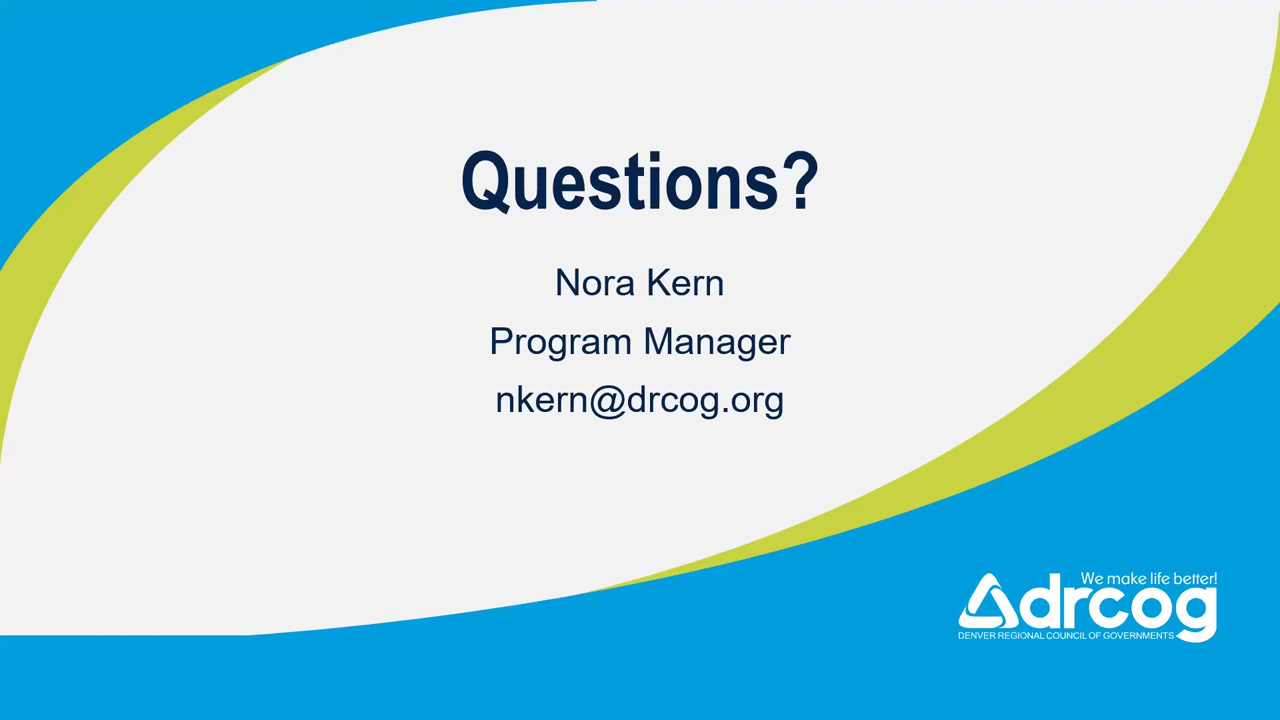 Questions?
Nora Kern
Program Manager
nkern@drcog.org
We make life better!
drcog
DENVER REGIONAL COUNCIL OF GOVERNMENTS